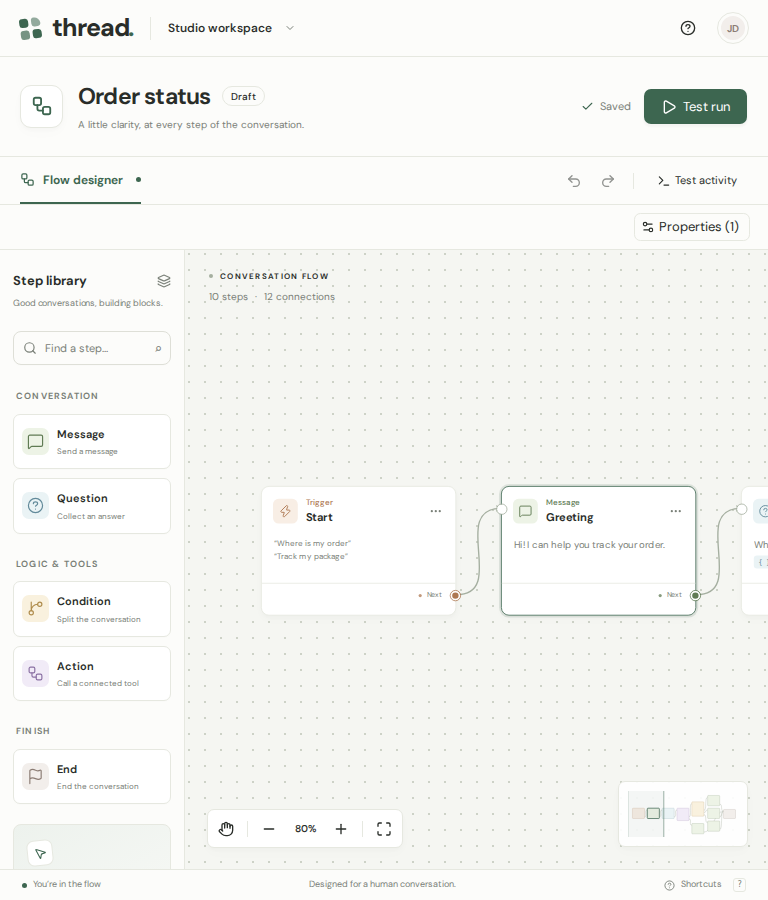 thread.
Studio workspace
JD
Order status
Draft
A little clarity, at every step of the conversation.
Saved
Test run
Flow designer
Test activity
Properties (1)
Step library
Good conversations, building blocks.
Find a step...
CONVERSATION
Message
Send a message
Question
Collect an answer
LOGIC & TOOLS
Condition
Split the conversation
Action
Call a connected tool
FINISH
End
End the conversation
CONVERSATION FLOW
10 steps · 12 connections
Trigger
Start
"Where is my order"
"Track my package"
Next
Message
Greeting
Hi! I can help you track your order.
Next
Wh
80%
You're in the flow
Designed for a human conversation.
Shortcuts
?